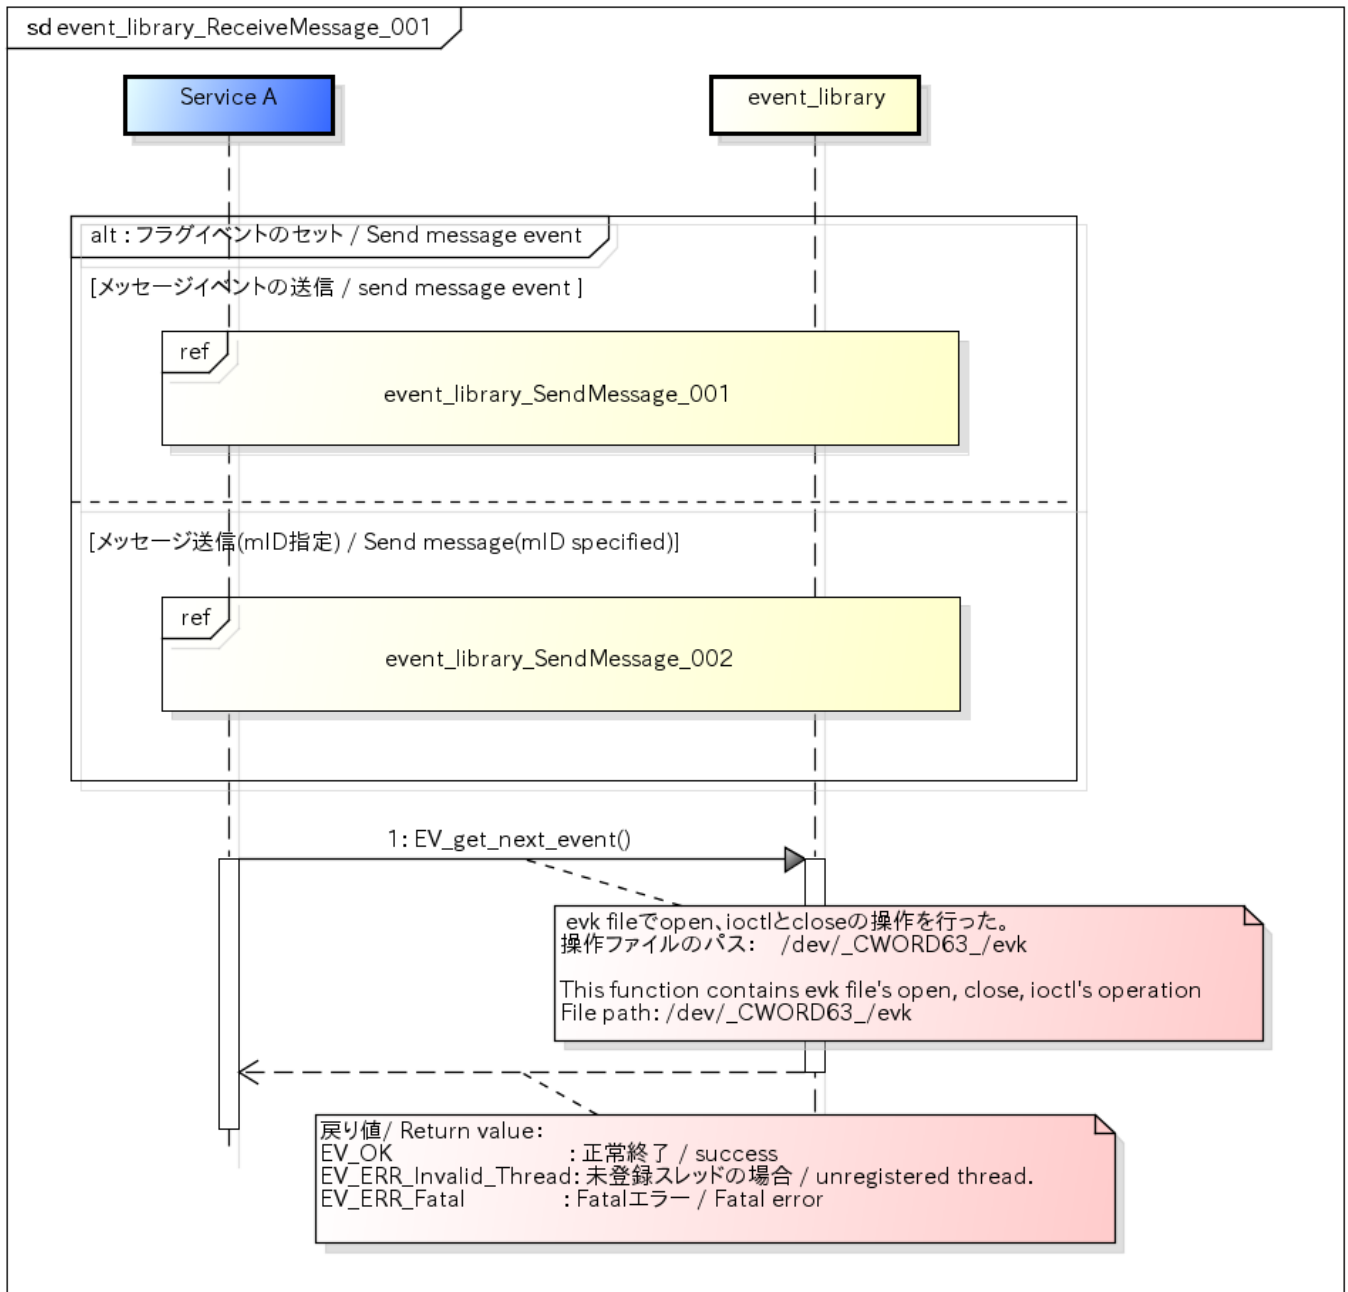 sd event_library_ReceiveMessage_001
Service A
event_library
alt : フラグイベントのセット / Send message event
[メッセージイベントの送信 / send message event ]
ref
event_library_SendMessage_001
[メッセージ送信(mID指定) / Send message(mID specified)]
ref
event_library_SendMessage_002
1: EV_get_next_event()
evk fileでopen、ioctlとcloseの操作を行った。
操作ファイルのパス: /dev/_CWORD63_/evk
This function contains evk file's open, close, ioctl's operation
File path: /dev/_CWORD63_/evk
戻り値/ Return value:
EV_OK : 正常終了 / success
EV_ERR_Invalid_Thread: 未登録スレッドの場合 / unregistered thread.
EV_ERR_Fatal : Fatalエラー / Fatal error